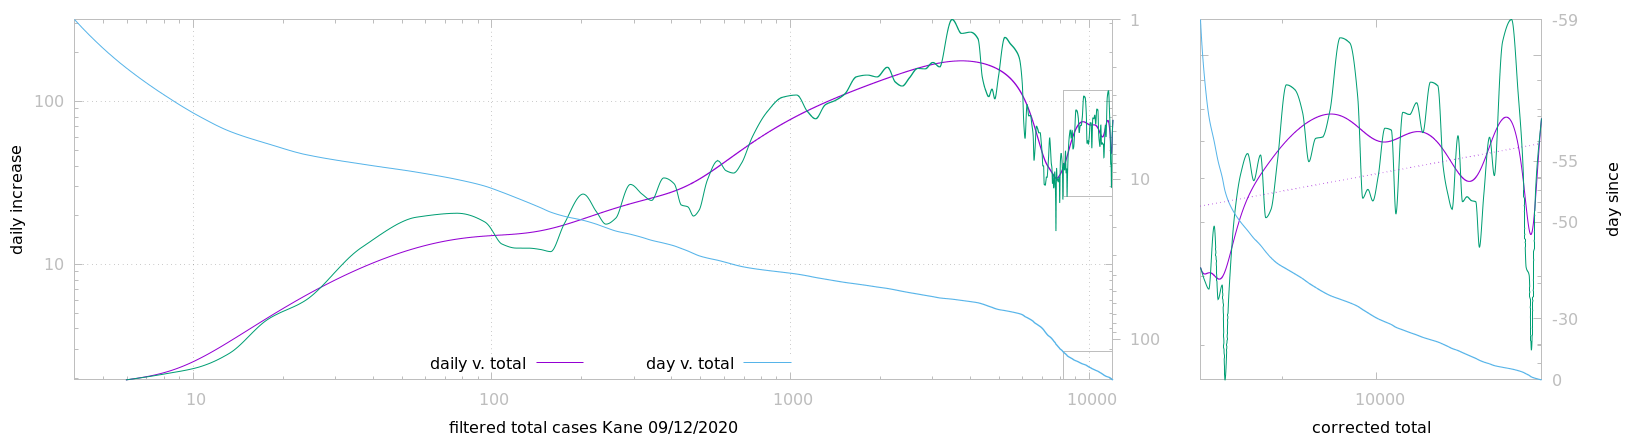 1
-59
100
daily increase
10
-55
-50
day since
10
-30
100
daily v. total
day v. total
0
10
100
1000
10000
10000
filtered total cases Kane 09/12/2020
corrected total